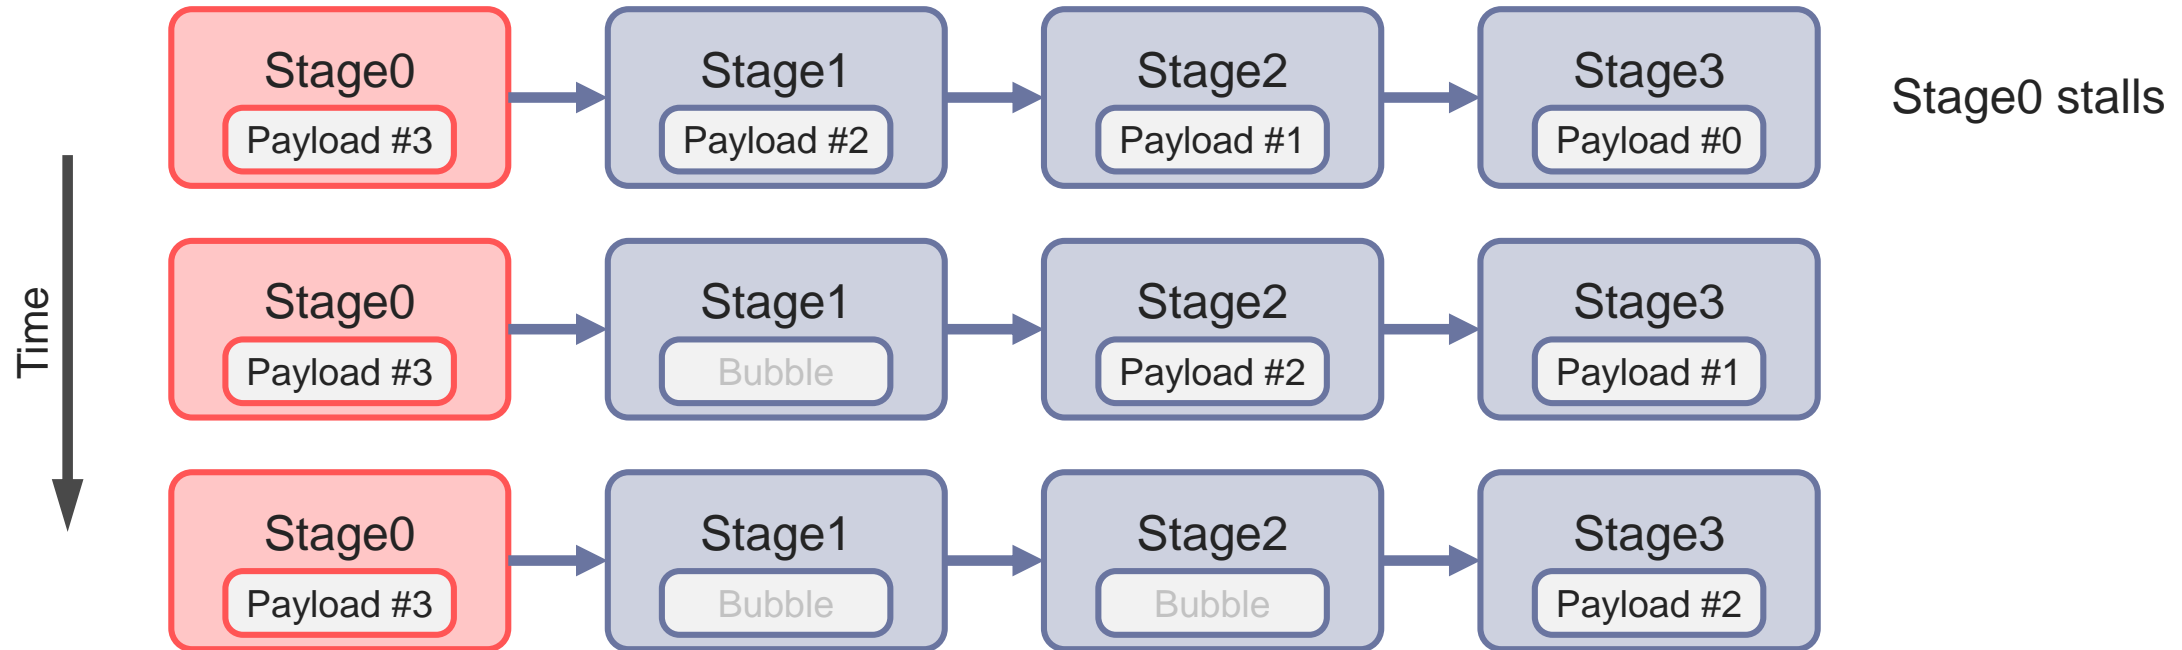 Stage0 Stage1 Stage2 Stage3
Stage0 stalls
Payload #3 Payload #2 Payload #1 Payload #0
Time
Stage0 Stage1 Stage2 Stage3
Payload #3 Bubble Payload #2 Payload #1
Stage0 Stage1 Stage2 Stage3
Payload #3 Bubble Bubble Payload #2